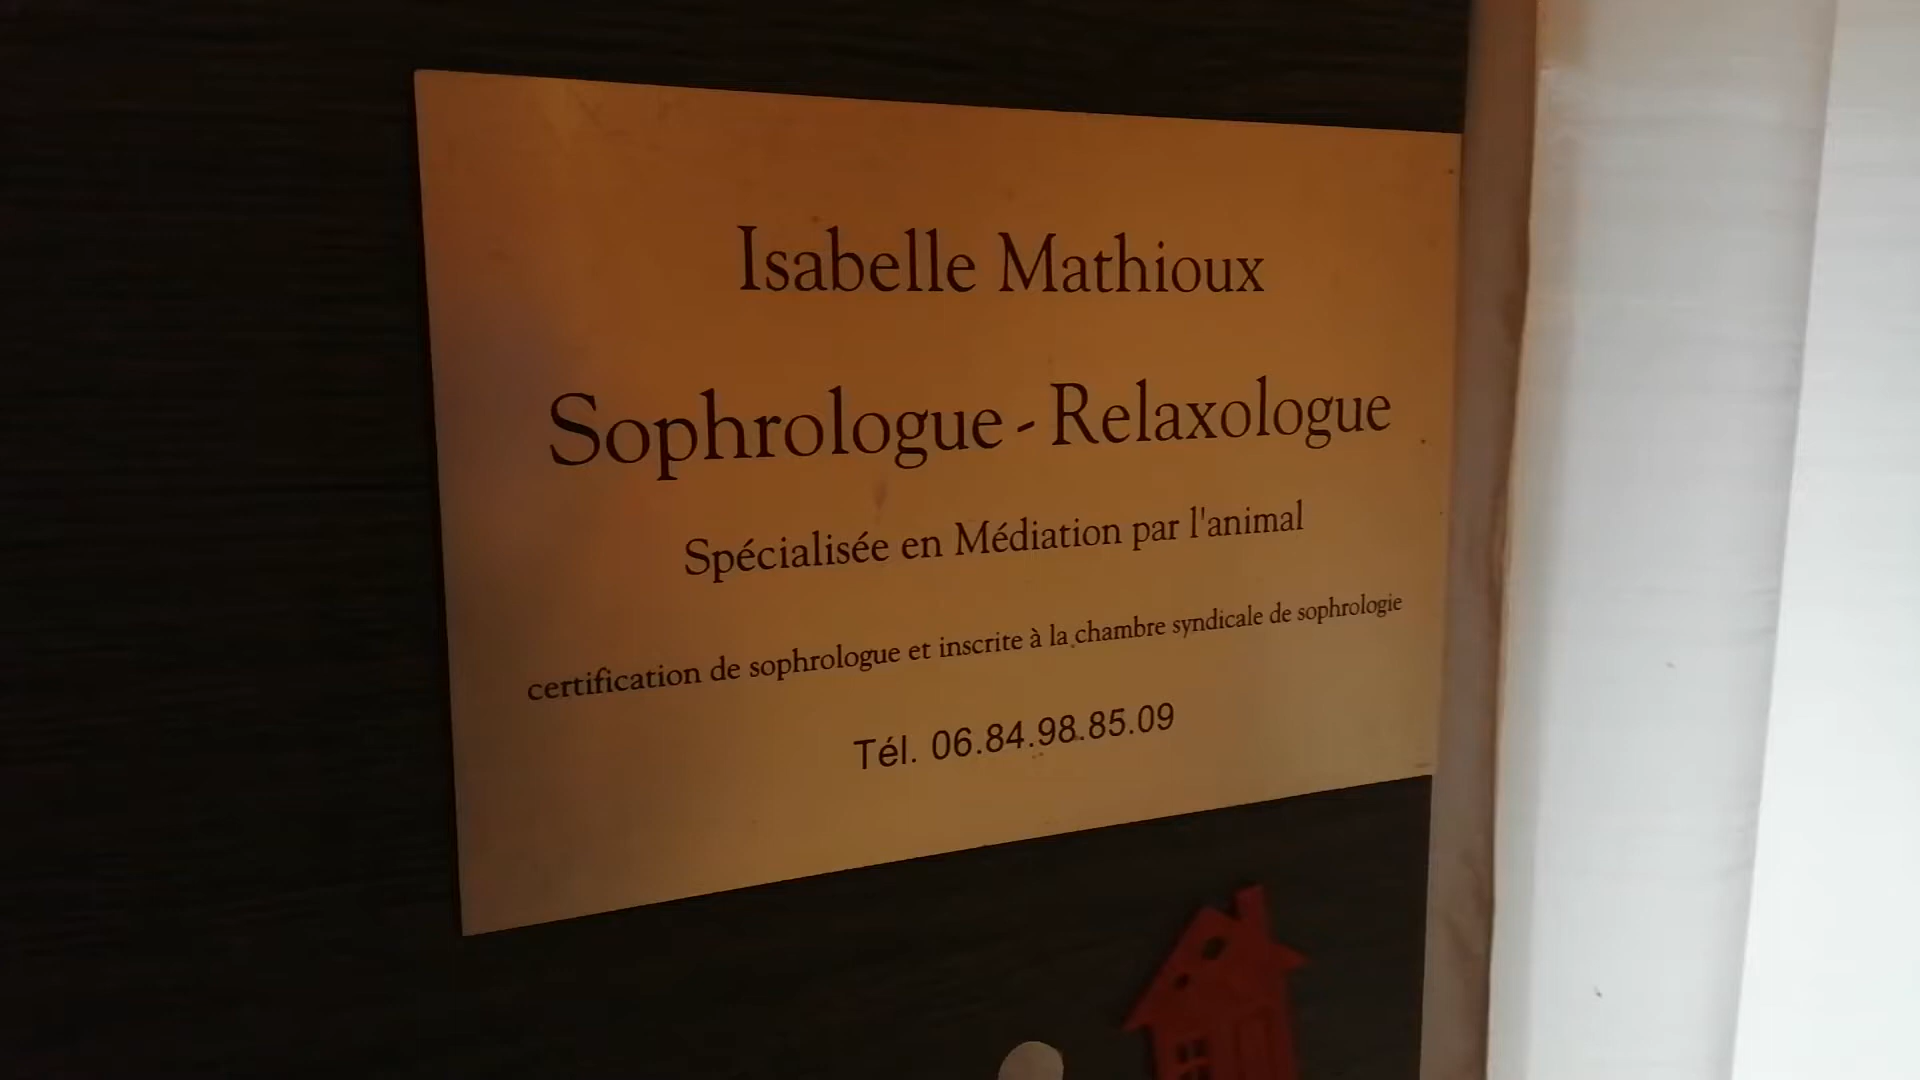 Isabelle Mathioux
Sophrologue - Relaxologue
Spécialisée en Médiation par l'animal
certification de sophrologue et inscrite à la chambre syndicale de sophrologie
Tél. 06.84.98.85.09